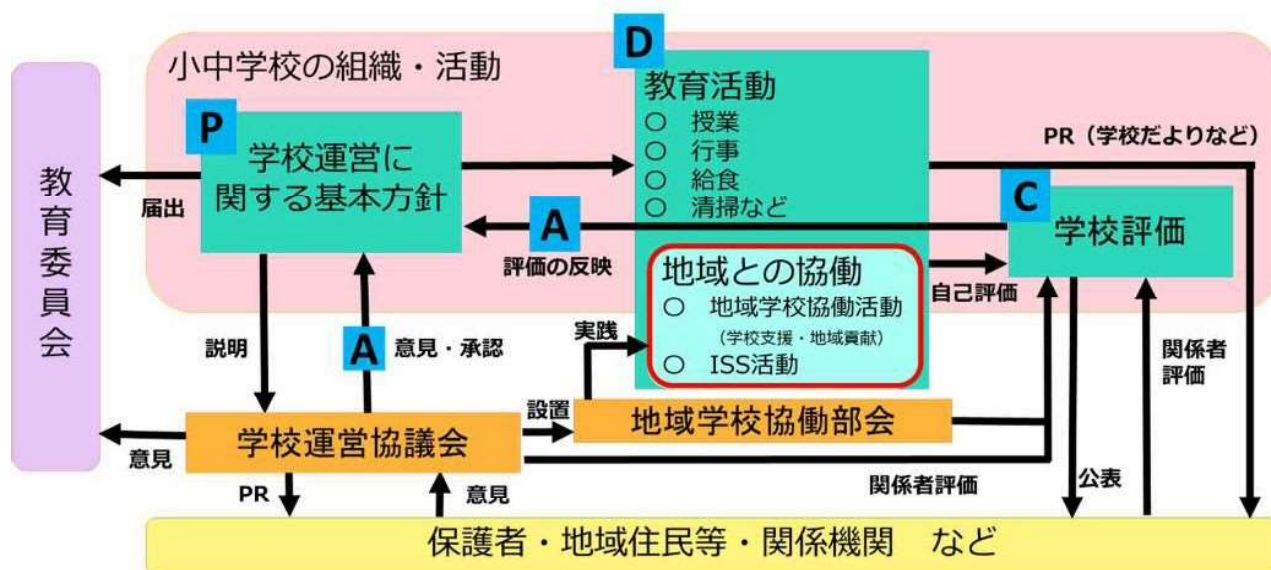 小中学校の組織・活動
D
教育活動
○ 授業
○ 行事
○ 給食
○ 清掃など
P
学校運営に
関する基本方針
PR（学校だよりなど）
教育委員会
届出
C
学校評価
A
評価の反映
地域との協働
○ 地域学校協働活動
（学校支援・地域貢献）
○ ISS活動
自己評価
実践
説明
A
意見・承認
関係者
評価
設置
地域学校協働部会
学校運営協議会
意見
関係者評価
公表
PR
意見
保護者・地域住民等・関係機関　など